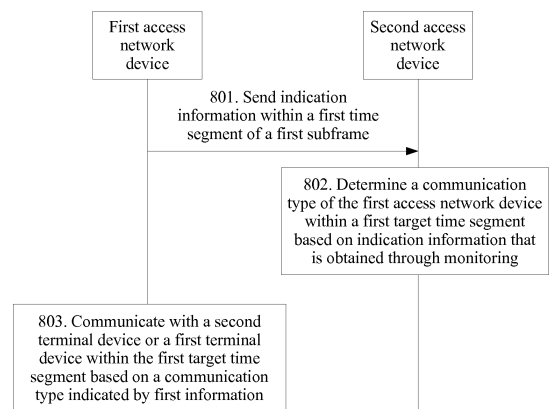 First access
network
device
Second access
network
device
801. Send indication
information within a first time
segment of a first subframe
802. Determine a communication
type of the first access network device
within a first target time segment
based on indication information that
is obtained through monitoring
803. Communicate with a second
terminal device or a first terminal
device within the first target time
segment based on a communication
type indicated by first information